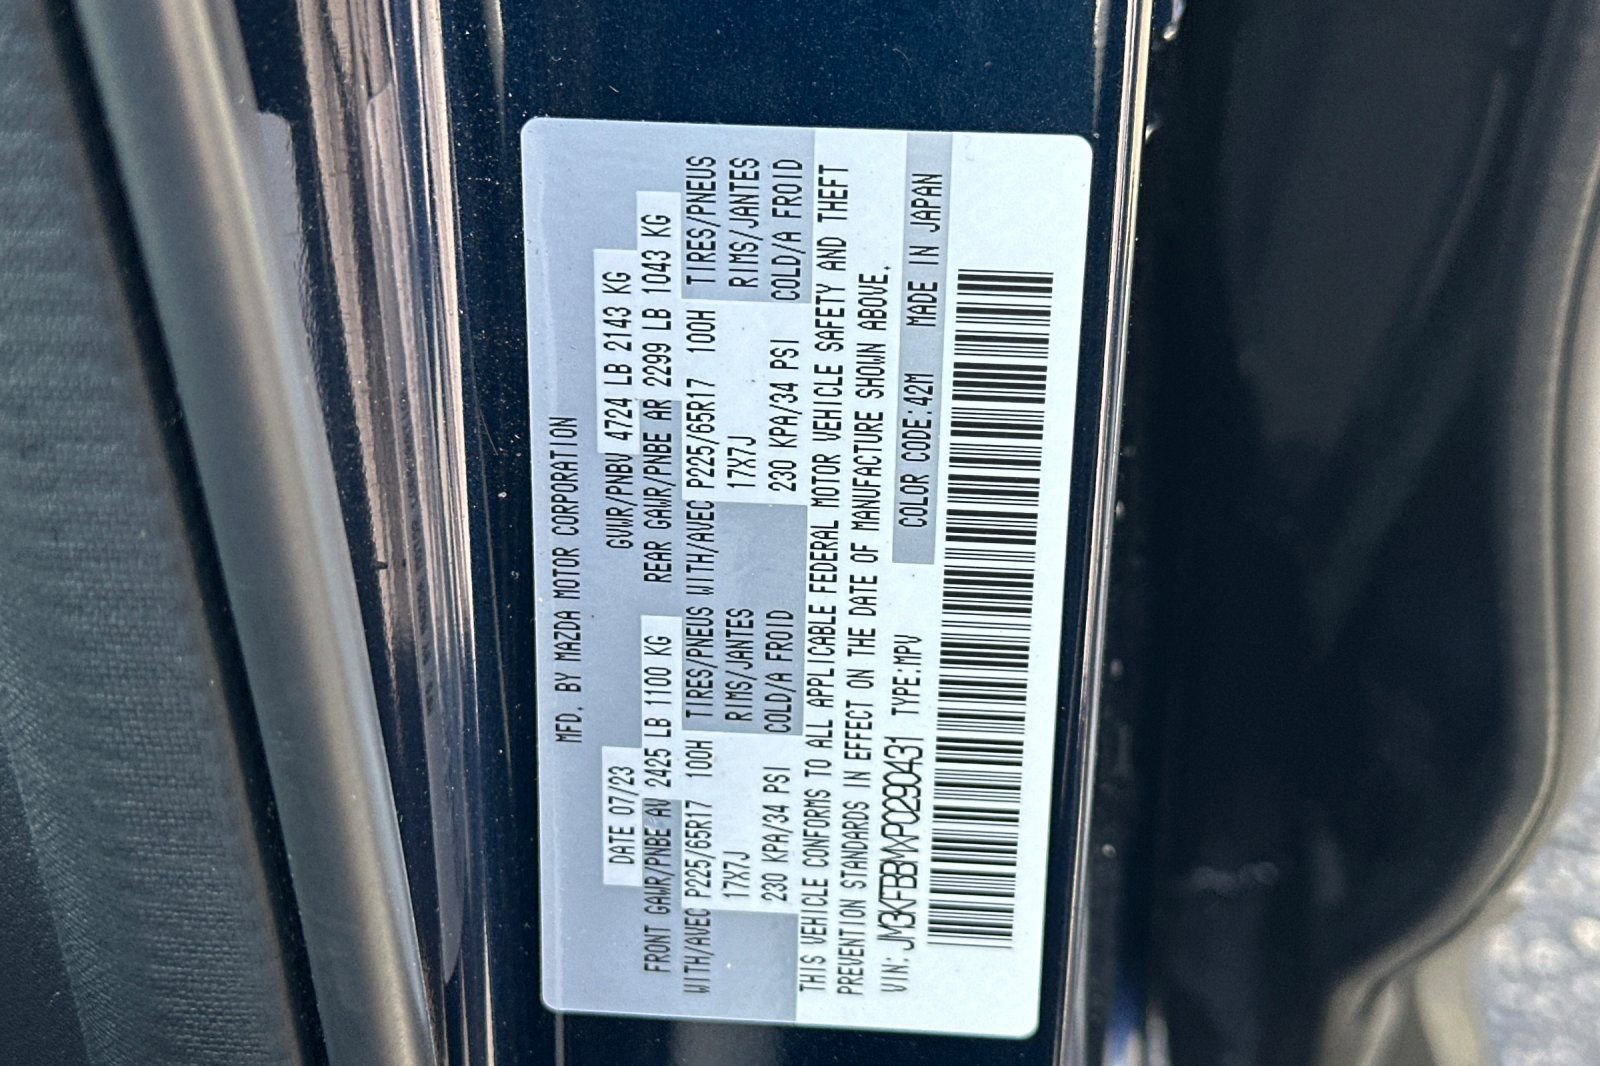 MFD. BY MAZDA MOTOR CORPORATION
DATE 07/23 GVWR/PNBV 4724 LB 2143 KG
FRONT GAWR/PNBE AV 2425 LB 1100 KG REAR GAWR/PNBE AR 2299 LB 1043 KG
WITH/AVEC P225/65R17 100H TIRES/PNEUS WITH/AVEC P225/65R17 100H TIRES/PNEUS
17X7J RIMS/JANTES 17X7J RIMS/JANTES
230 KPA/34 PSI COLD/A FROID 230 KPA/34 PSI COLD/A FROID
THIS VEHICLE CONFORMS TO ALL APPLICABLE FEDERAL MOTOR VEHICLE SAFETY AND THEFT
PREVENTION STANDARDS IN EFFECT ON THE DATE OF MANUFACTURE SHOWN ABOVE.
VIN: JM3KFBBMXP0290431 TYPE:MPV COLOR CODE:42M MADE IN JAPAN